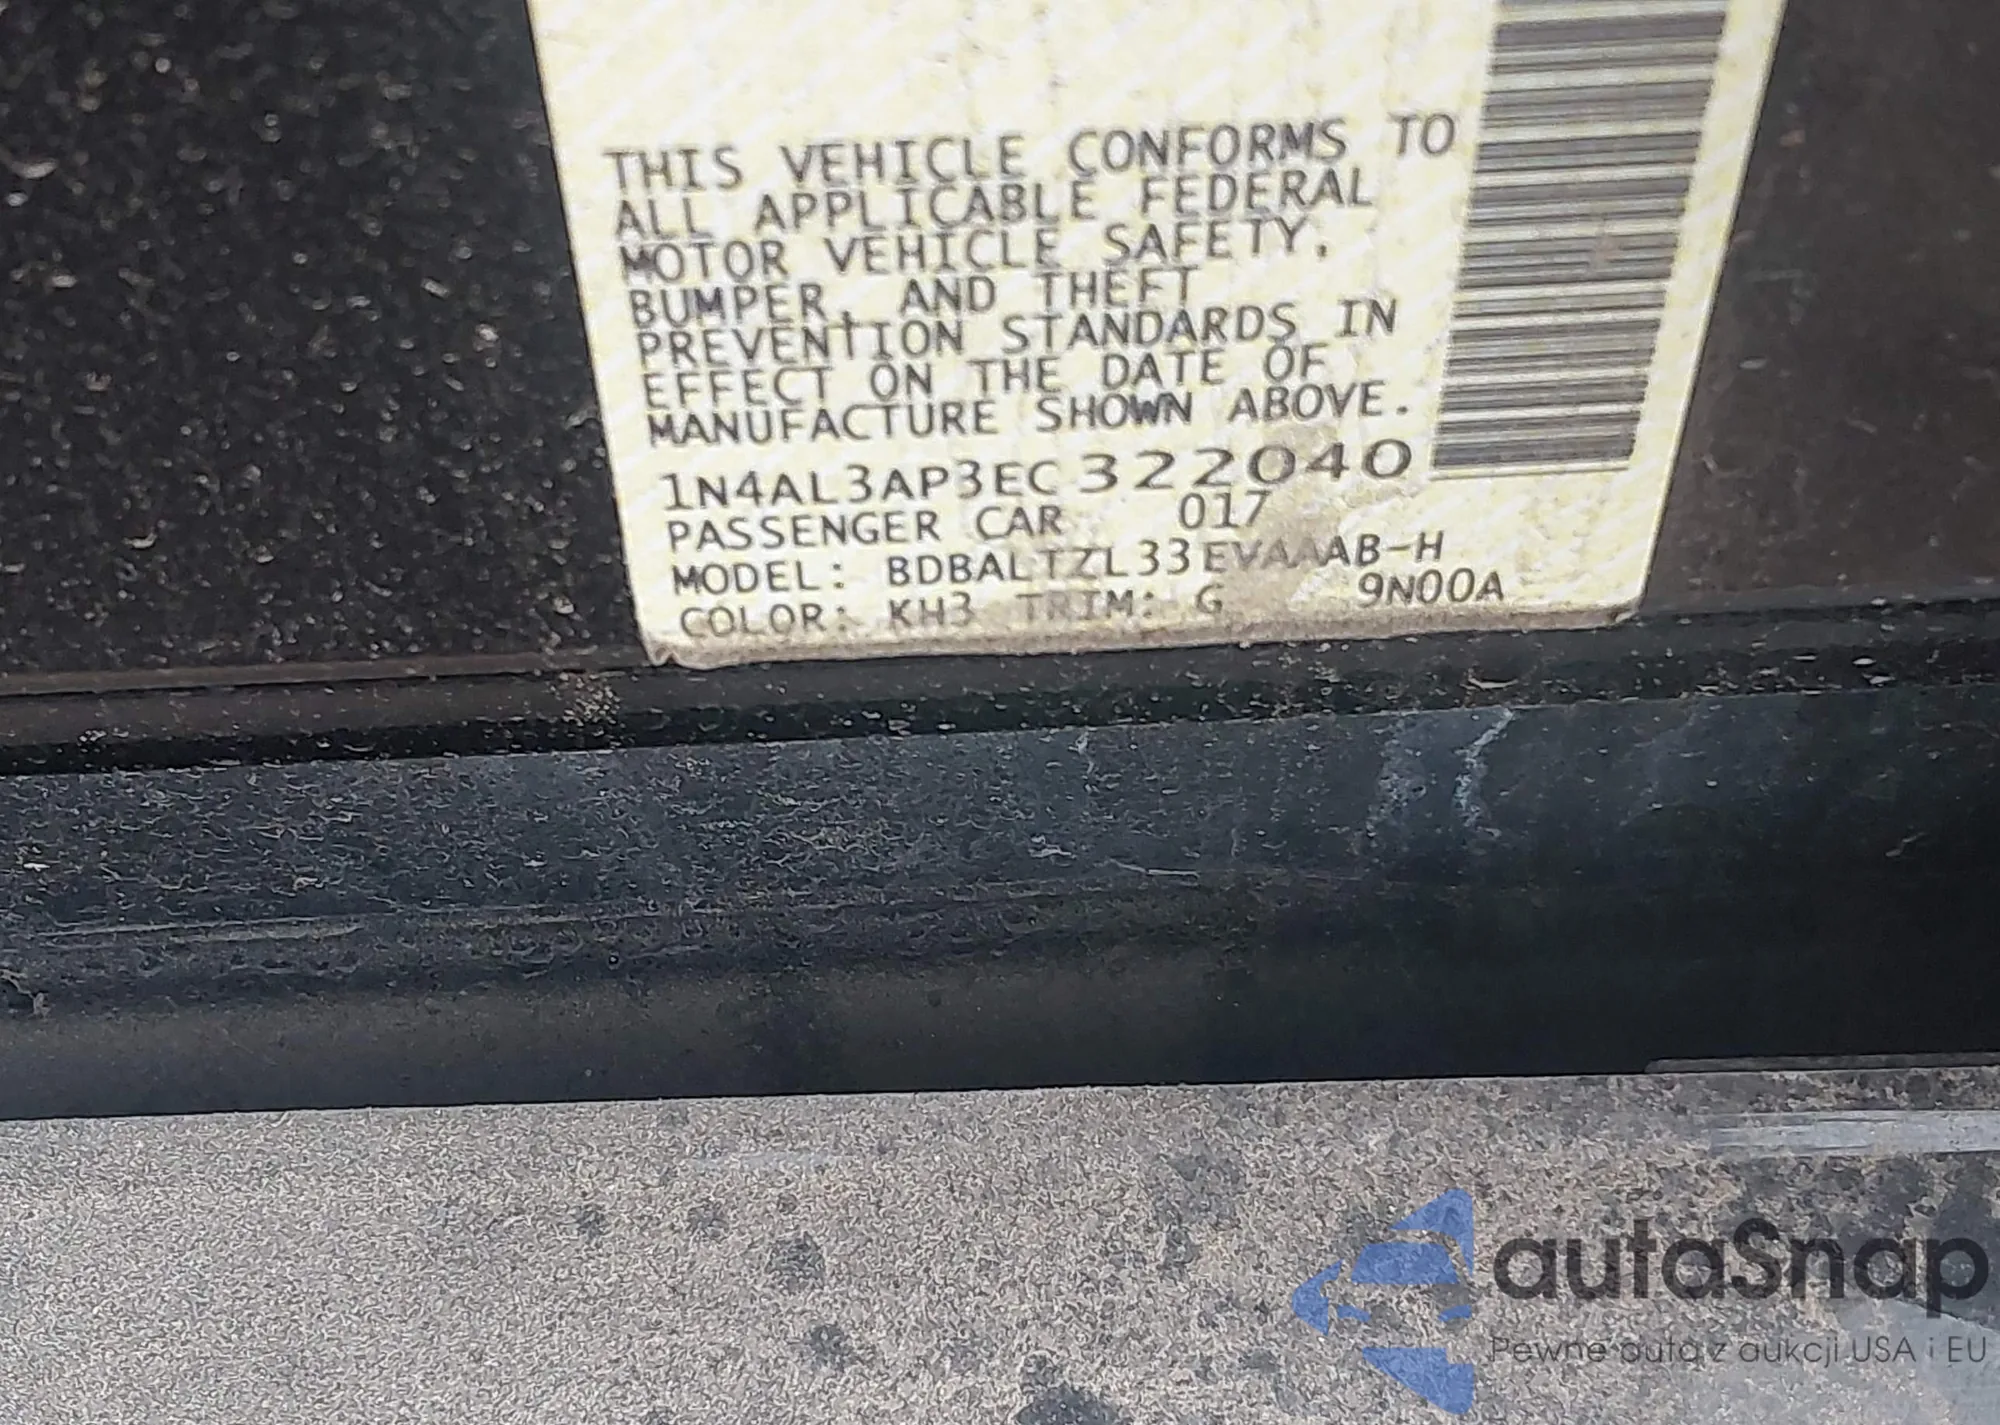 THIS VEHICLE CONFORMS TO
ALL APPLICABLE FEDERAL
MOTOR VEHICLE SAFETY,
BUMPER, AND THEFT
PREVENTION STANDARDS IN
EFFECT ON THE DATE OF
MANUFACTURE SHOWN ABOVE.
1N4AL3AP3EC322040
PASSENGER CAR 017
MODEL: BDBALTZL33EVAAAB-H
COLOR: KH3 TRIM: G 9N00A
autaSnap
Pewne auta z aukcji USA i EU